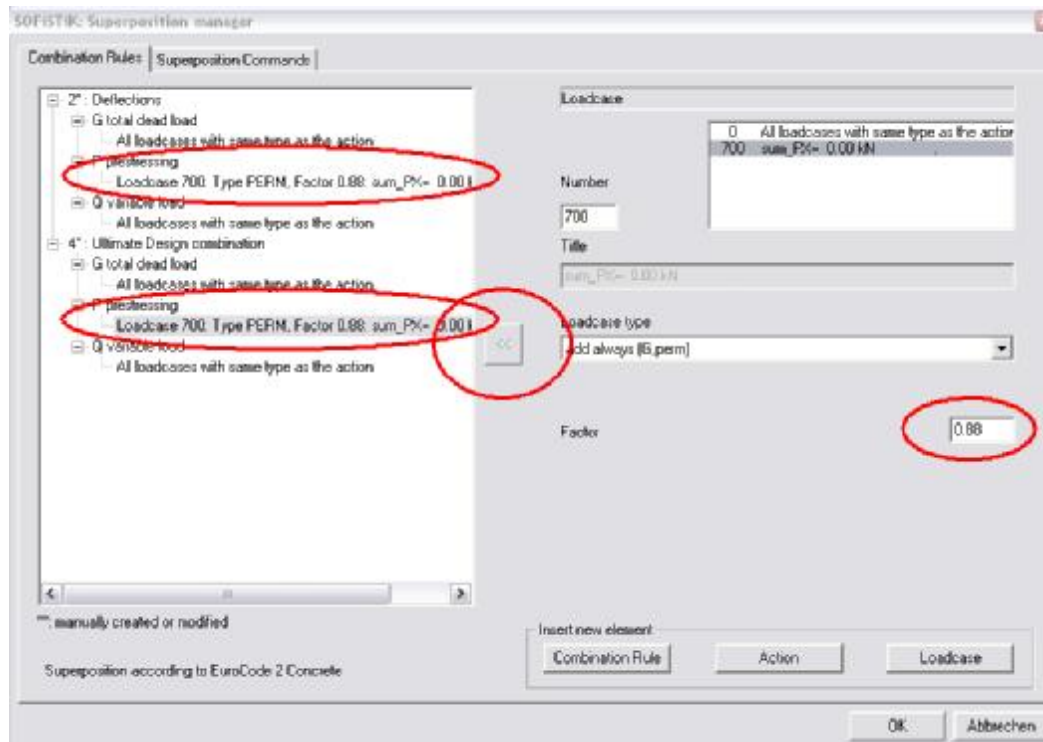 SOFiSTiK: Superposition manager
Combination Rules
Superposition Commands
2*: Deflections
G total dead load
All loadcases with same type as the action
P prestressing
Loadcase 700: Type PERM, Factor 0.88: sum_PX= 0.00 k
Q variable load
All loadcases with same type as the action
4*: Ultimate Design combination
G total dead load
All loadcases with same type as the action
P prestressing
Loadcase 700: Type PERM, Factor 0.88: sum_PX= 0.00 k
Q variable load
All loadcases with same type as the action
"*": manually created or modified
Superposition according to EuroCode 2 Concrete
<<
Loadcase
0 All loadcases with same type as the action
700 sum_PX= 0.00 kN
Number
700
Title
sum_PX= 0.00 kN
Loadcase type
add always (G,perm)
Factor
0.88
Insert new element
Combination Rule
Action
Loadcase
OK
Abbrechen